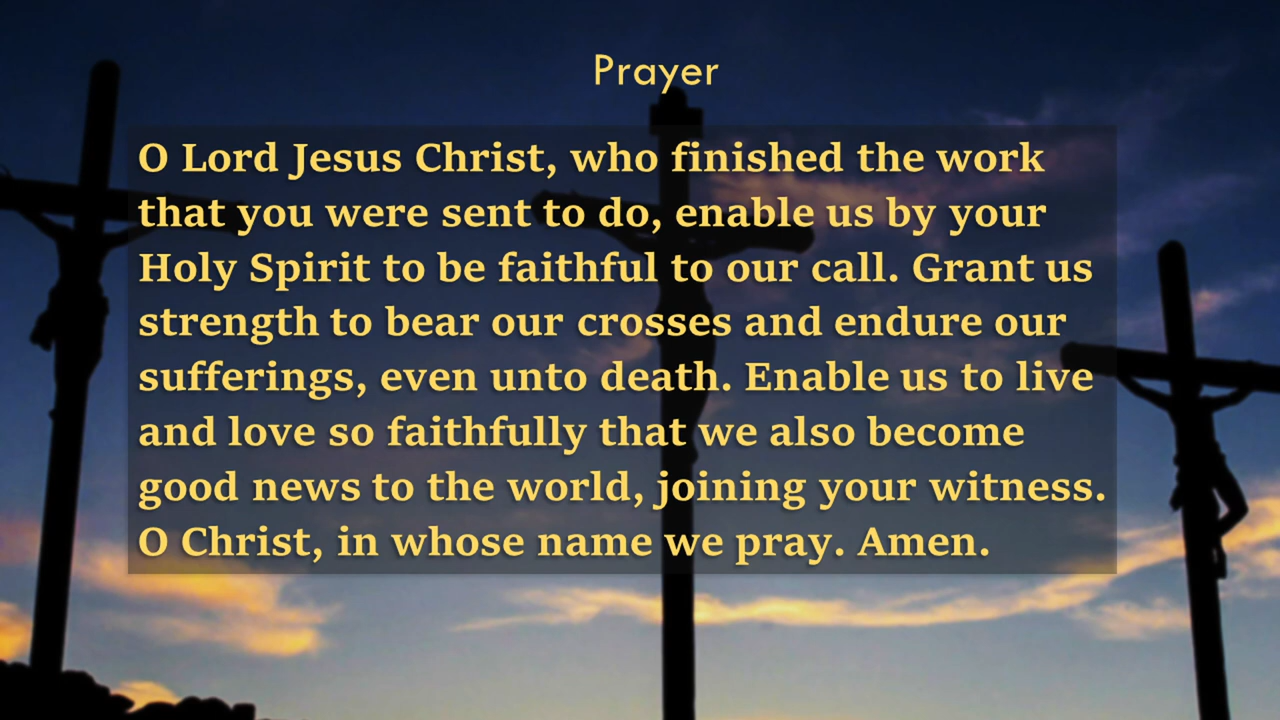 Prayer
O Lord Jesus Christ, who finished the work
that you were sent to do, enable us by your
Holy Spirit to be faithful to our call. Grant us
strength to bear our crosses and endure our
sufferings, even unto death. Enable us to live
and love so faithfully that we also become
good news to the world, joining your witness.
O Christ, in whose name we pray. Amen.